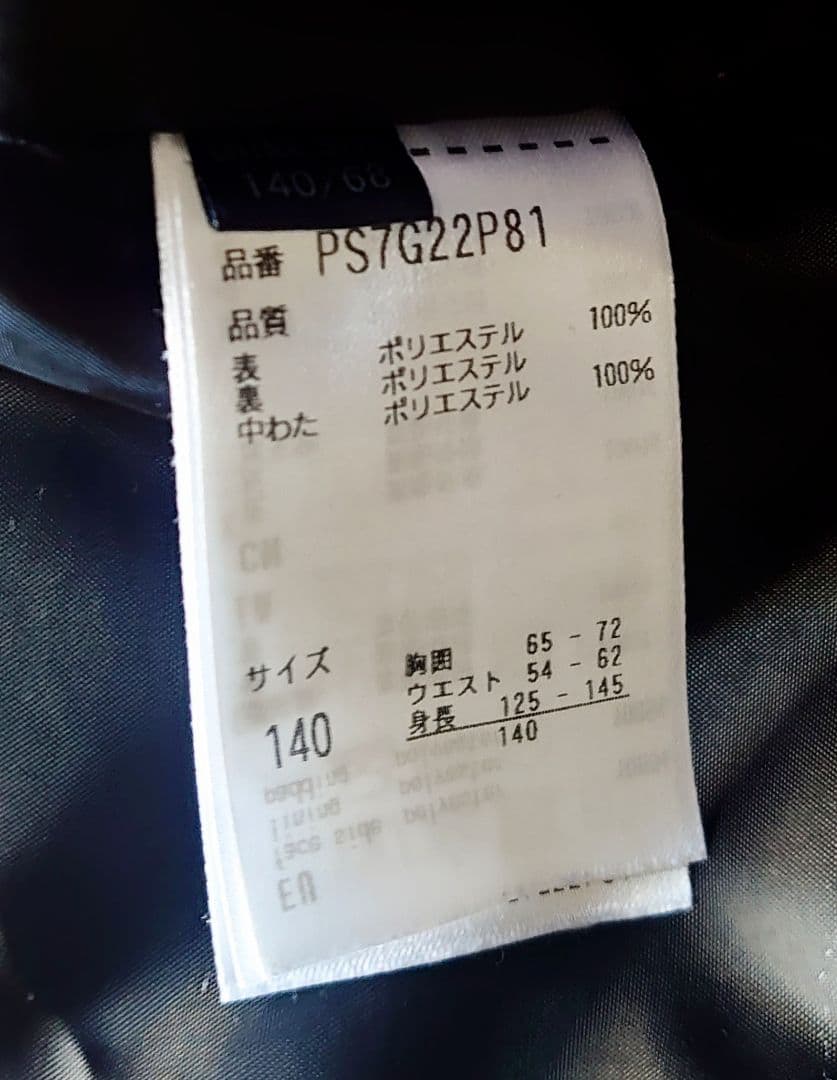 140/68
品番 PS7G22P81
品質
表 ポリエステル 100%
裏 ポリエステル
中わた ポリエステル 100%
サイズ 胸囲 65 - 72
ウエスト 54 - 62
身長 125 - 145
140 140